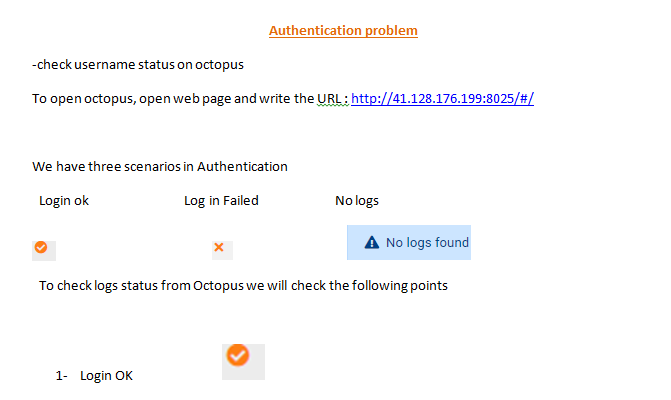 Authentication problem
-check username status on octopus
To open octopus, open web page and write the URL : http://41.128.176.199:8025/#/
We have three scenarios in Authentication
Login ok Log in Failed No logs
No logs found
To check logs status from Octopus we will check the following points
1- Login OK